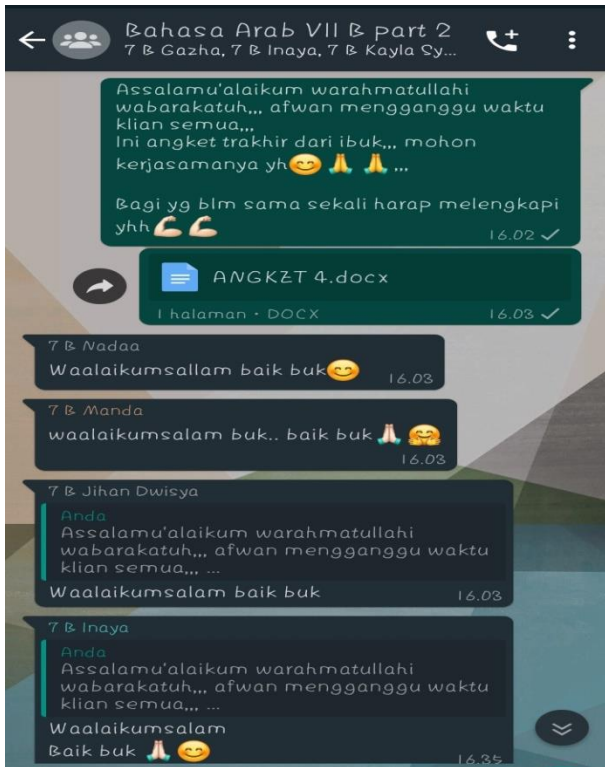 Bahasa Arab VII B part 2
7 B Gazha, 7 B Inaya, 7 B Kayla Sy...
Assalamu'alaikum warahmatullahi
wabarakatuh,,, afwan mengganggu waktu
klian semua,,,
Ini angket trakhir dari ibuk,,, mohon
kerjasamanya yh😊🙏🙏...
Bagi yg blm sama sekali harap melengkapi
yhh💪💪
16.02
ANGKET 4.docx
1 halaman • DOCX 16.03
7 B Nadaa
Waalaikumsallam baik buk😊 16.03
7 B Manda
waalaikumsalam buk.. baik buk🙏🏻🤗
16.03
7 B Jihan Dwisya
Anda
Assalamu'alaikum warahmatullahi
wabarakatuh,,, afwan mengganggu waktu
klian semua,,, ...
Waalaikumsalam baik buk 16.03
7 B Inaya
Anda
Assalamu'alaikum warahmatullahi
wabarakatuh,,, afwan mengganggu waktu
klian semua,,, ...
Waalaikumsalam
Baik buk🙏🏻😊 16.35